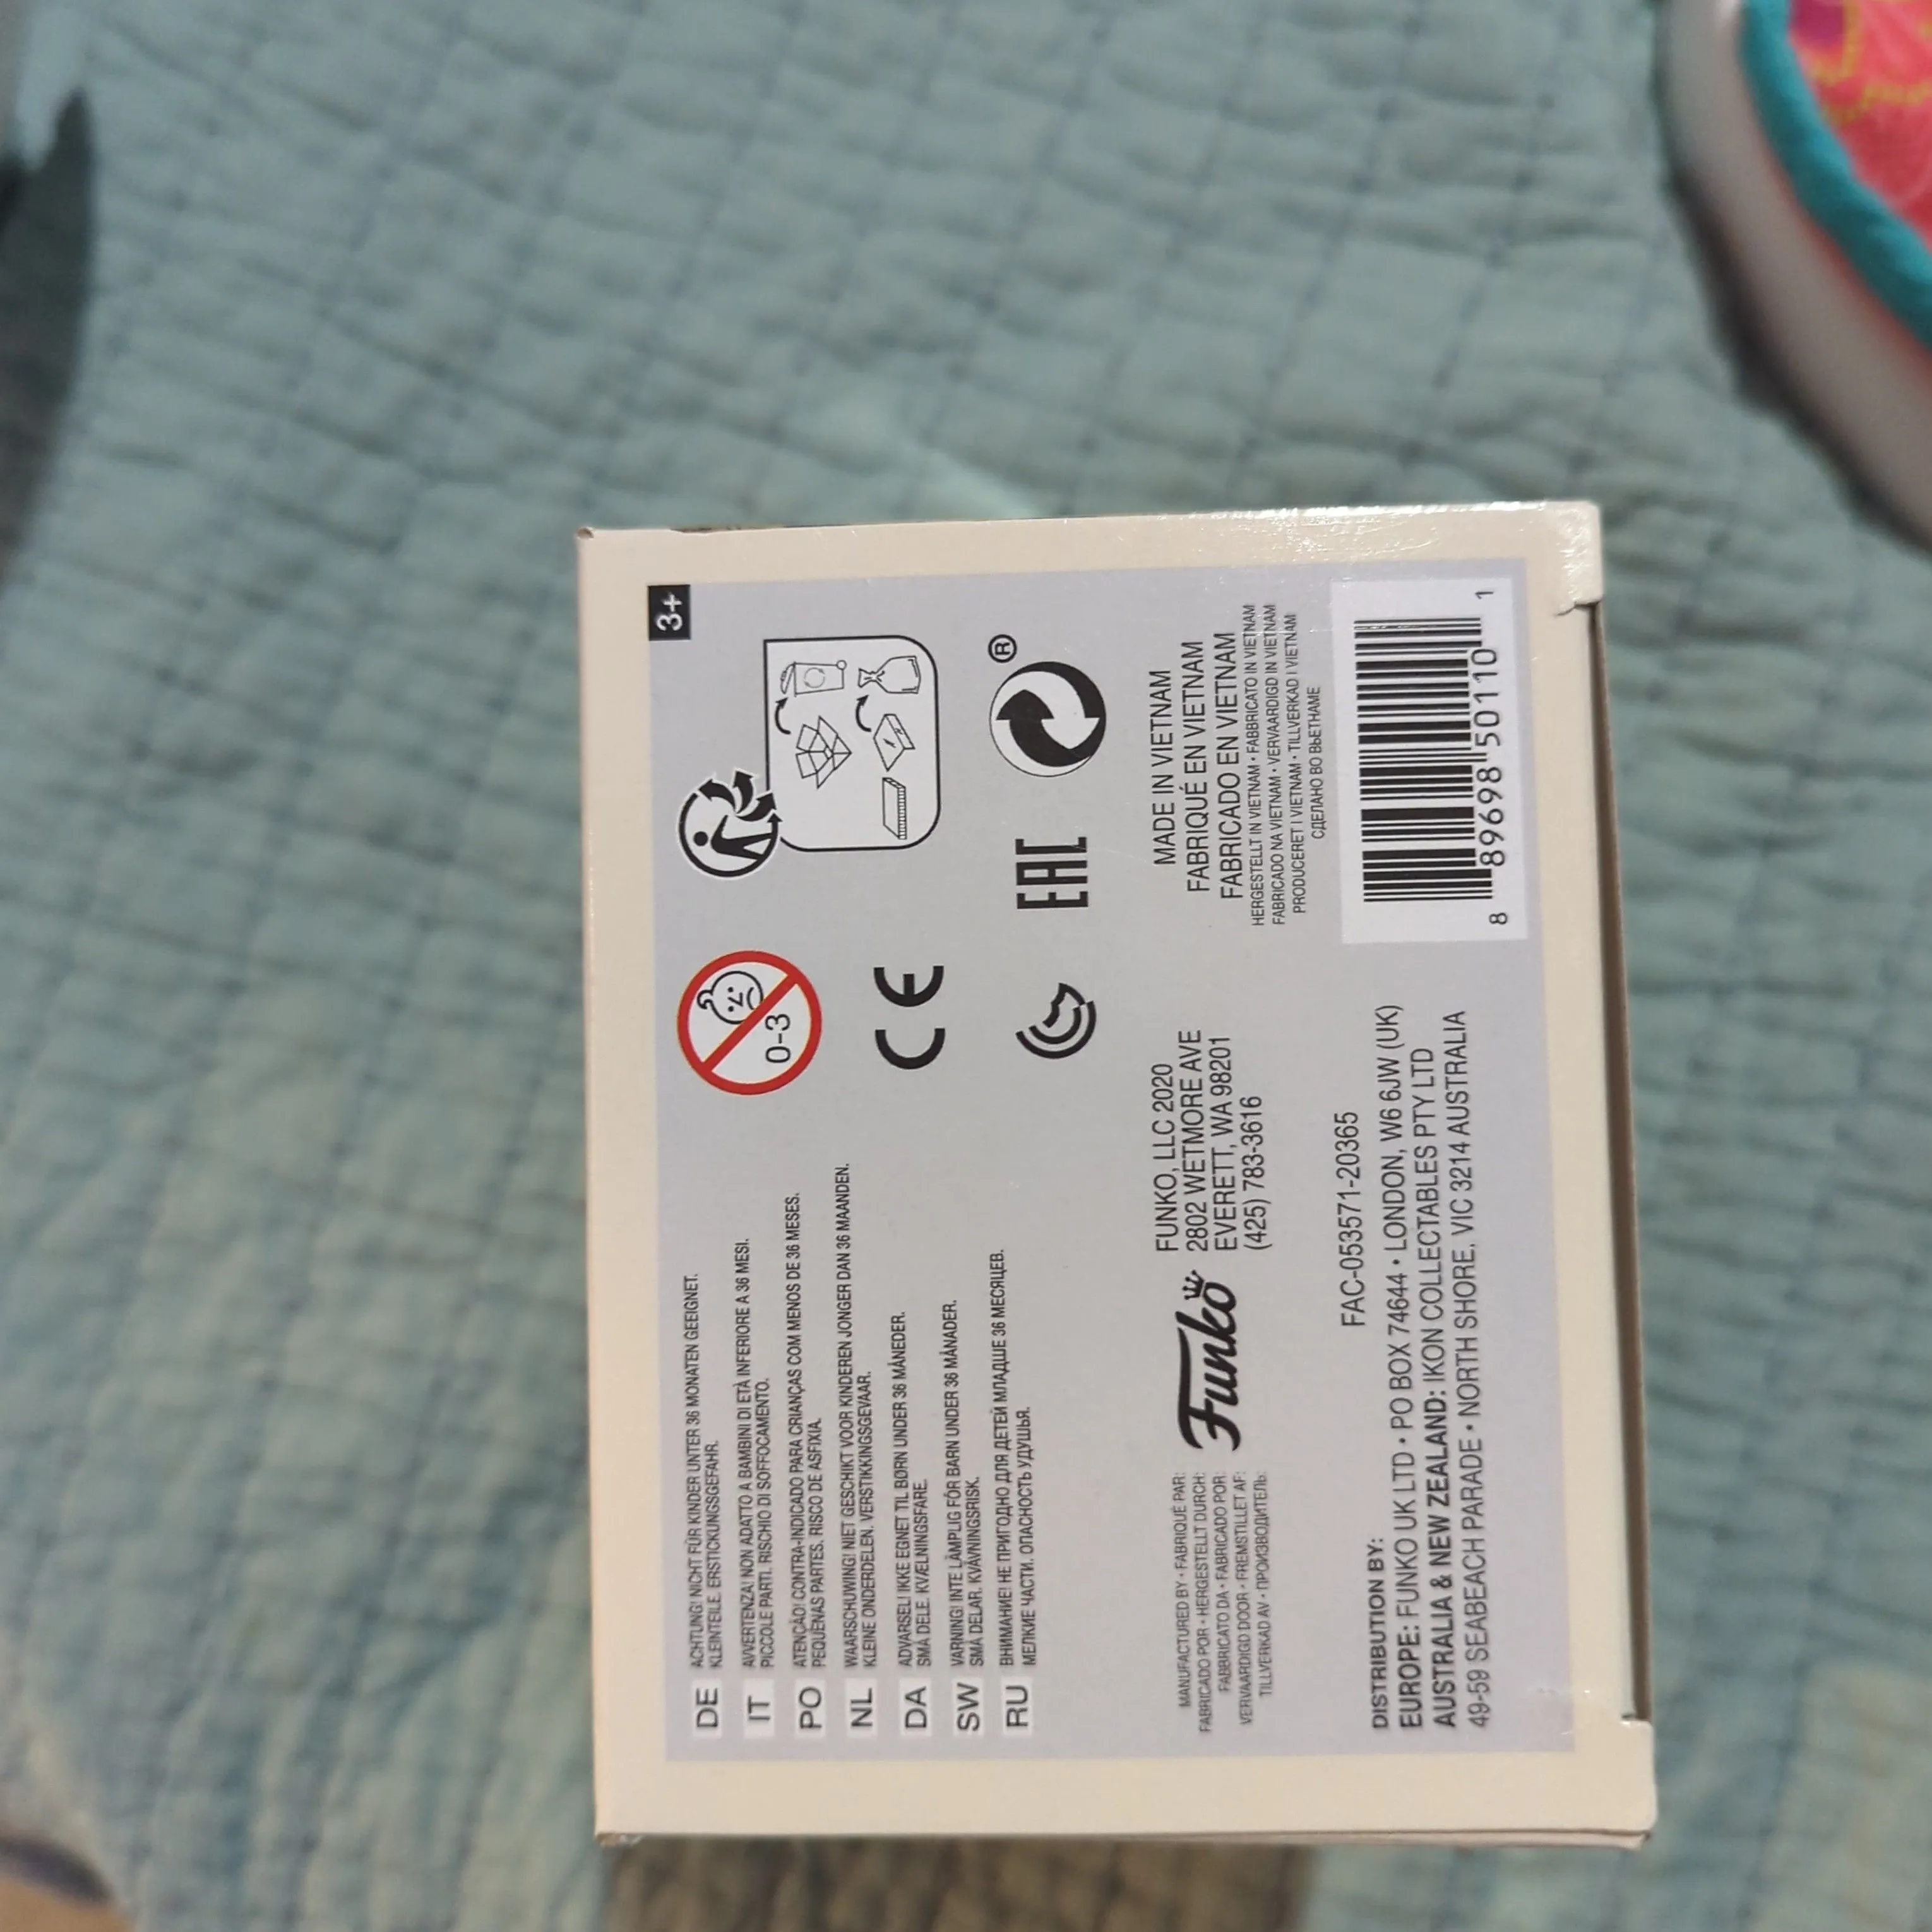 3+
DE
ACHTUNG! NICHT FÜR KINDER UNTER 36 MONATEN GEEIGNET.
KLEINTEILE. ERSTICKUNGSGEFAHR.
IT
AVVERTENZA! NON ADATTO A BAMBINI DI ETÀ INFERIORE A 36 MESI.
PICCOLE PARTI. RISCHIO DI SOFFOCAMENTO.
PO
ATENÇÃO! CONTRA-INDICADO PARA CRIANÇAS COM MENOS DE 36 MESES.
PEQUENAS PARTES. RISCO DE ASFIXIA.
NL
WAARSCHUWING! NIET GESCHIKT VOOR KINDEREN JONGER DAN 36 MAANDEN.
KLEINE ONDERDELEN. VERSTIKKINGSGEVAAR.
DA
ADVARSEL! IKKE EGNET TIL BØRN UNDER 36 MÅNEDER.
SMÅ DELE. KVÆLNINGSFARE.
SW
VARNING! INTE LÄMPLIG FÖR BARN UNDER 36 MÅNADER.
SMÅ DELAR. KVÄVNINGSRISK.
RU
ВНИМАНИЕ! НЕ ПРИГОДНО ДЛЯ ДЕТЕЙ МЛАДШЕ 36 МЕСЯЦЕВ.
МЕЛКИЕ ЧАСТИ. ОПАСНОСТЬ УДУШЬЯ.
0-3
CE
EAC
®
MANUFACTURED BY • FABRIQUÉ PAR:
FABRICADO POR • HERGESTELLT DURCH:
FABBRICATO DA • FABRICADO POR:
VERVAARDIGD DOOR • FREMSTILLET AF:
TILLVERKAD AV • ПРОИЗВОДИТЕЛЬ:
Funko
FUNKO, LLC 2020
2802 WETMORE AVE
EVERETT, WA 98201
(425) 783-3616
MADE IN VIETNAM
FABRIQUÉ EN VIETNAM
FABRICADO EN VIETNAM
HERGESTELLT IN VIETNAM • FABBRICATO IN VIETNAM
FABRICADO NA VIETNAM • VERVAARDIGD IN VIETNAM
PRODUCERET I VIETNAM • TILLVERKAD I VIETNAM
СДЕЛАНО ВО ВЬЕТНАМЕ
FAC-053571-20365
DISTRIBUTION BY:
EUROPE: FUNKO UK LTD • PO BOX 74644 • LONDON, W6 6JW (UK)
AUSTRALIA & NEW ZEALAND: IKON COLLECTABLES PTY LTD
49-59 SEABEACH PARADE • NORTH SHORE, VIC 3214 AUSTRALIA
8 89698 50110 1